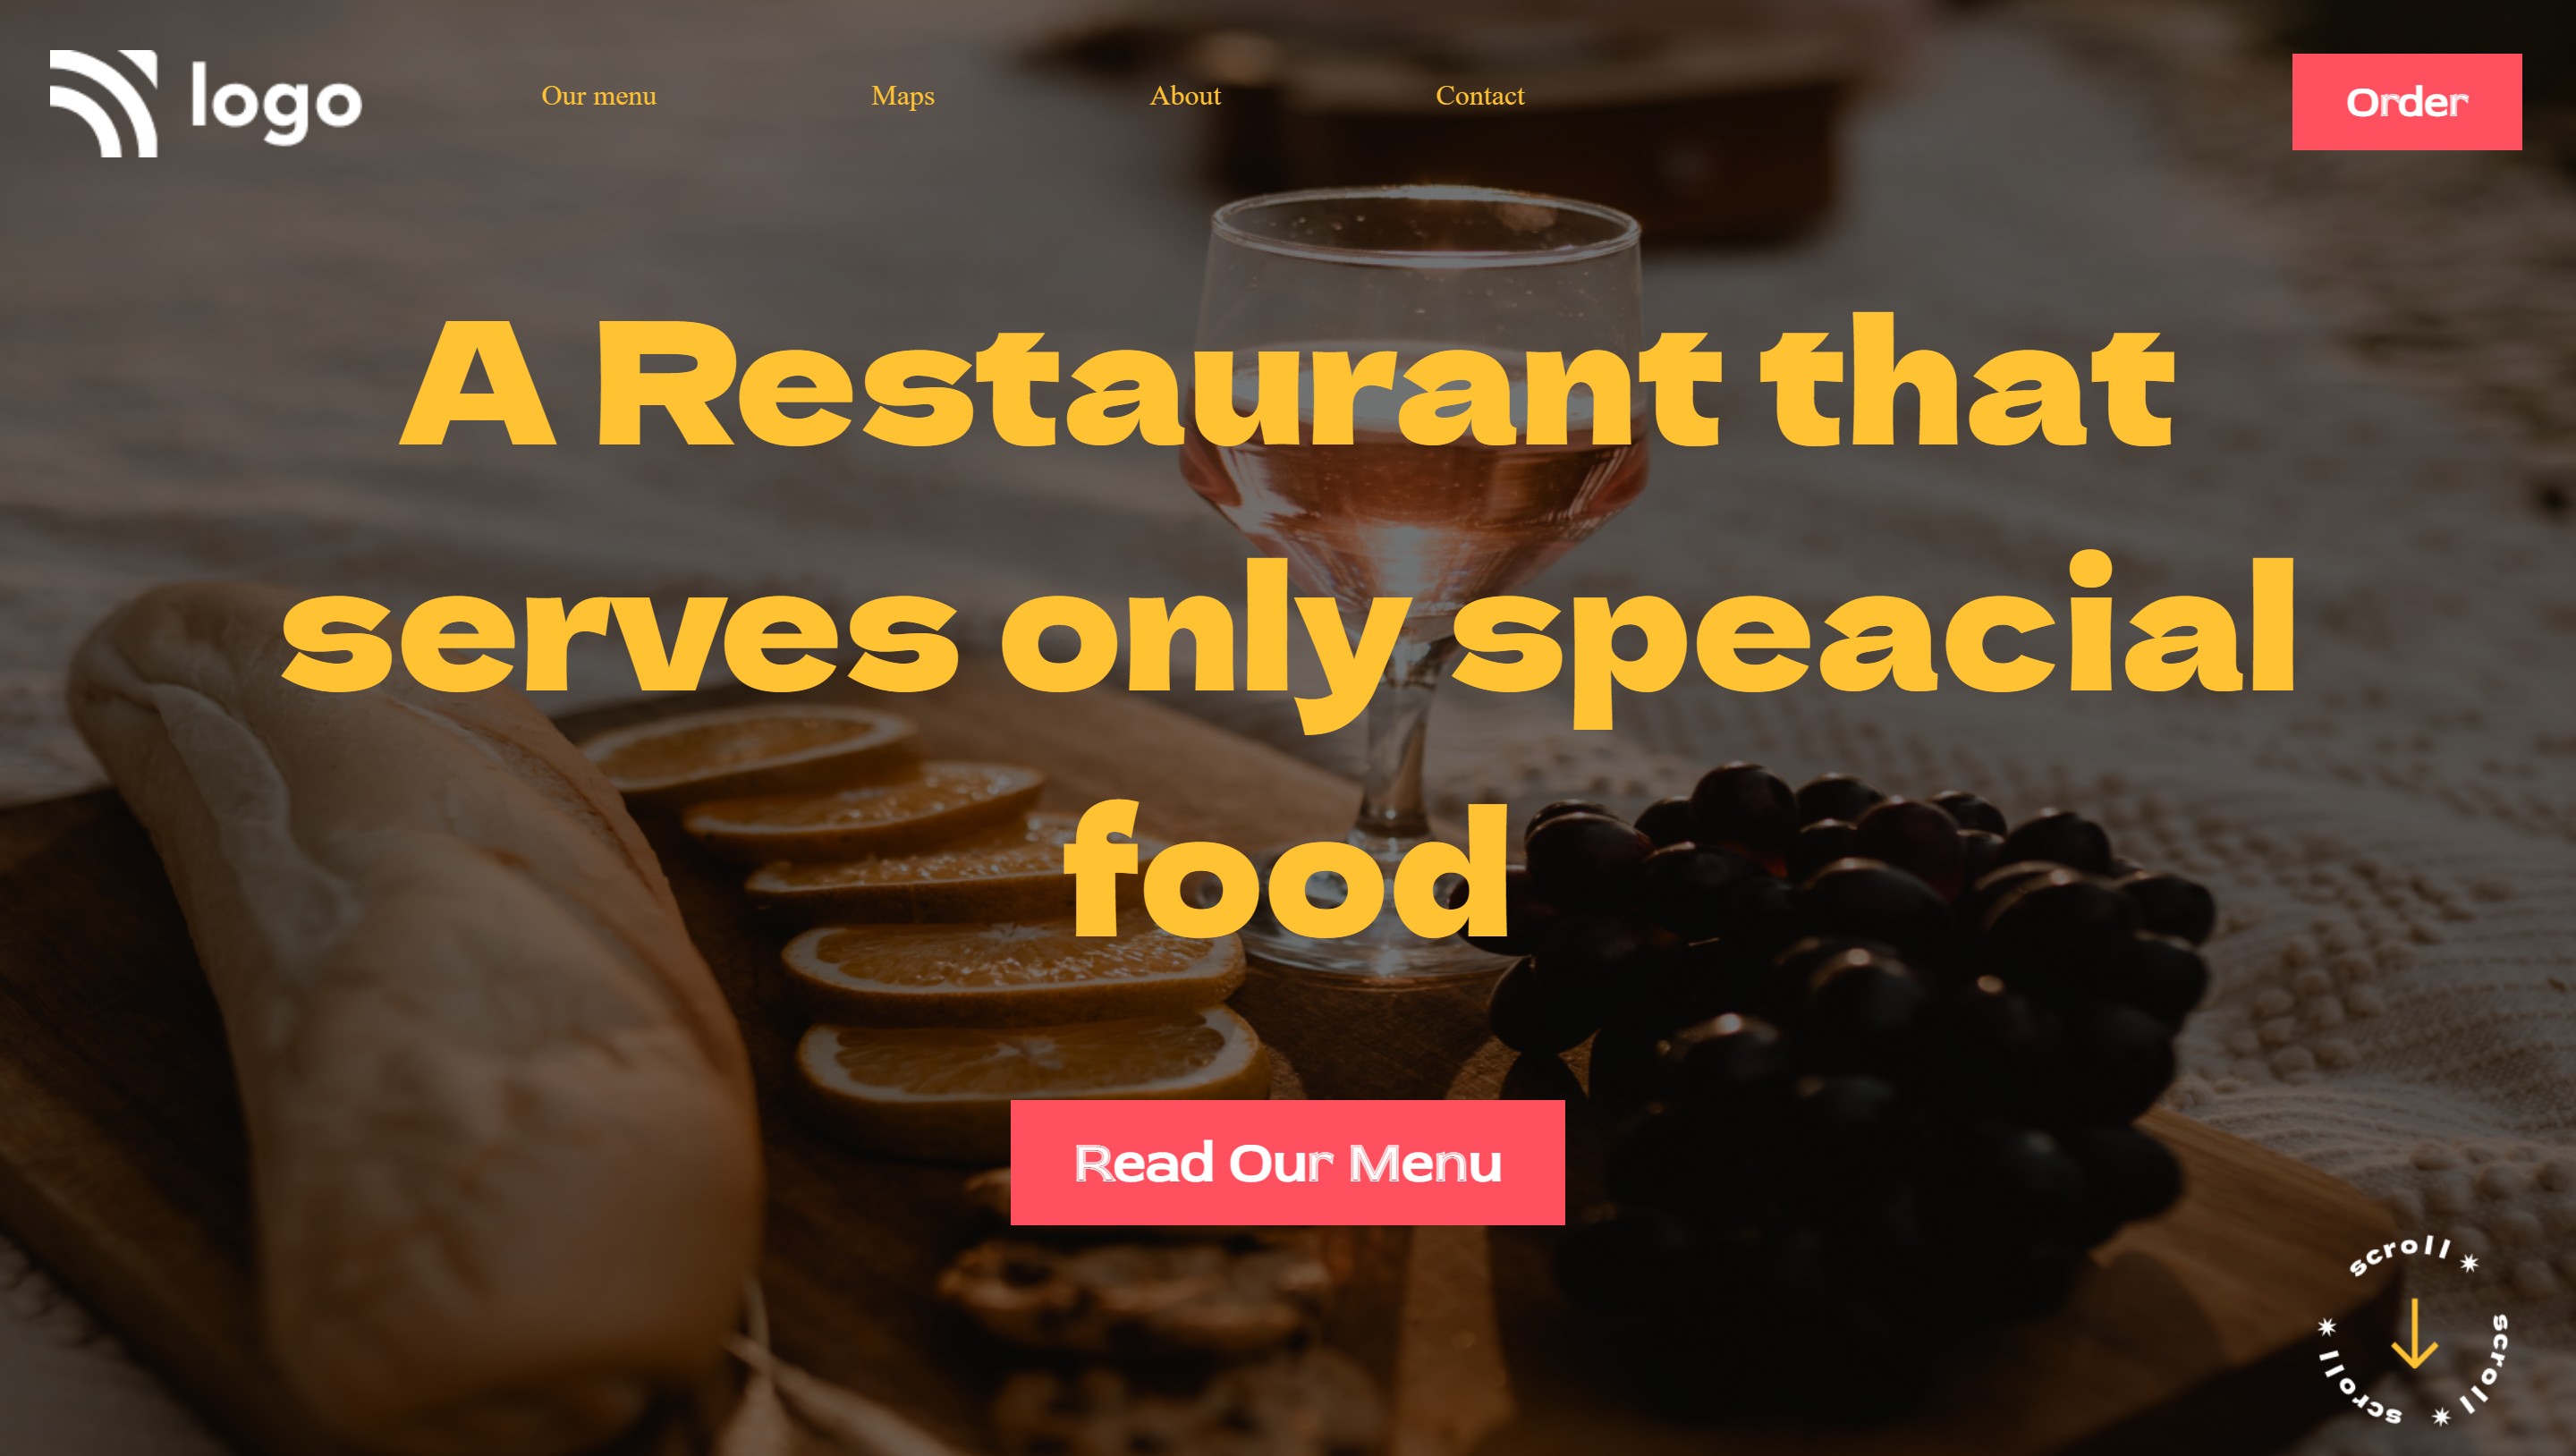 logo
Our menu Maps About Contact
Order
A Restaurant that
serves only speacial
food
Read Our Menu
scroll * scroll * scroll *